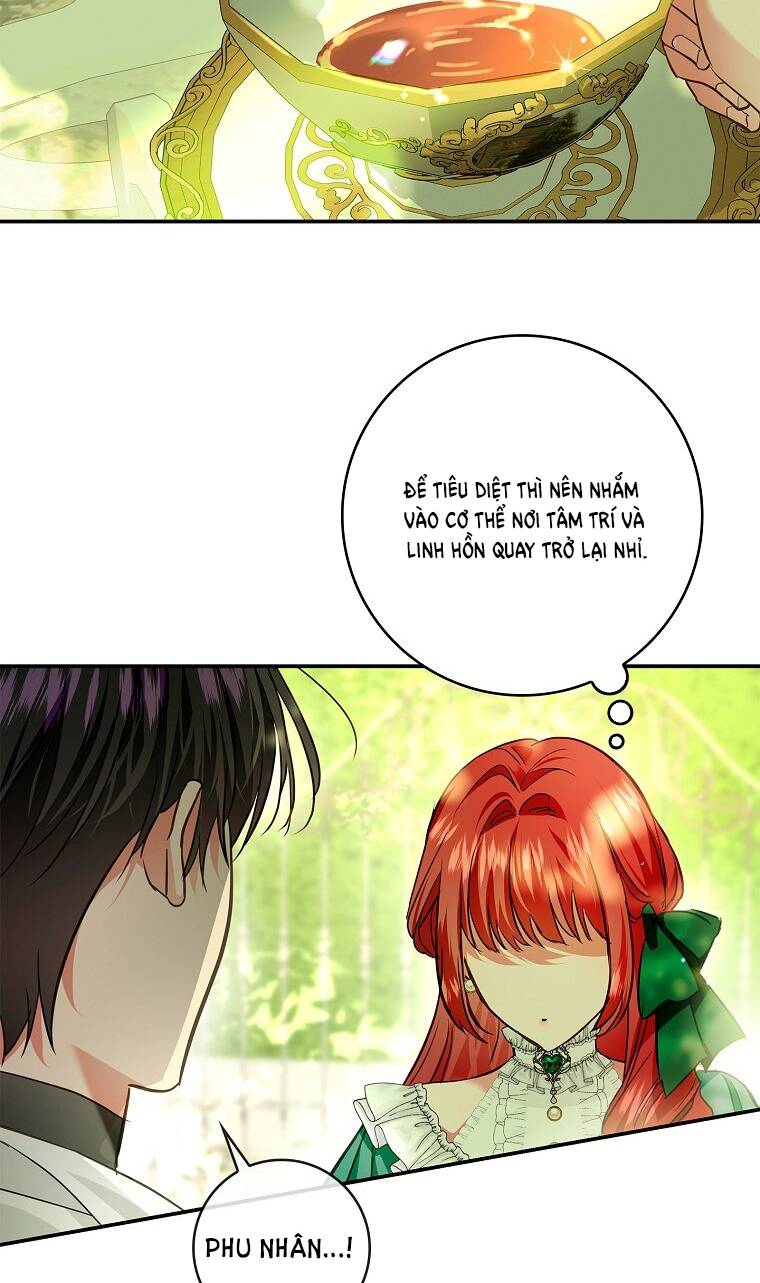 ĐỂ TIÊU DIỆT THÌ NÊN NHẮM
VÀO CƠ THỂ NƠI TÂM TRÍ VÀ
LINH HỒN QUAY TRỞ LẠI NHỈ.
PHU NHÂN...!